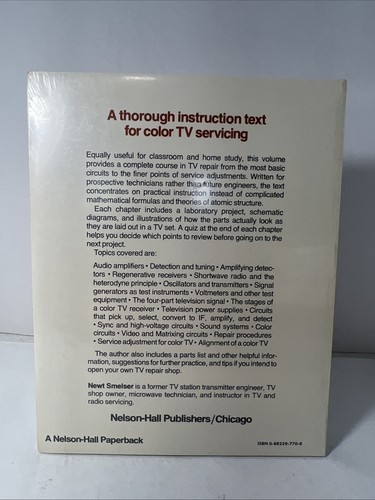 A thorough instruction text
for color TV servicing
Equally useful for classroom and home study, this volume
provides a complete course in TV repair from the most basic
circuits to the finer points of service adjustments. Written for
prospective technicians rather than future engineers, the text
concentrates on practical instruction instead of complicated
mathematical formulas and theories of atomic structure.
Each chapter includes a laboratory project, schematic
diagrams, and illustrations of how the parts actually look as
they are laid out in a TV set. A quiz at the end of each chapter
helps you decide which points to review before going on to the
next project.
Topics covered are:
Audio amplifiers • Detection and tuning • Amplifying detec-
tors • Regenerative receivers • Shortwave radio and the
heterodyne principle • Oscillators and transmitters • Signal
generators as test instruments • Voltmeters and other test
equipment • The four-part television signal • The stages of
a color TV receiver • Television power supplies • Circuits
that pick up, select, convert to IF, amplify, and detect
• Sync and high-voltage circuits • Sound systems • Color
circuits • Video and Matrixing circuits • Repair procedures
• Service adjustment for color TV • Alignment of a color TV
The author also includes a parts list and other helpful infor-
mation, suggestions for further practice, and tips if you intend to
open your own TV repair shop.
Newt Smelser is a former TV station transmitter engineer, TV
shop owner, microwave technician, and instructor in TV and
radio servicing.
Nelson-Hall Publishers/Chicago
A Nelson-Hall Paperback
ISBN 0-88229-770-8